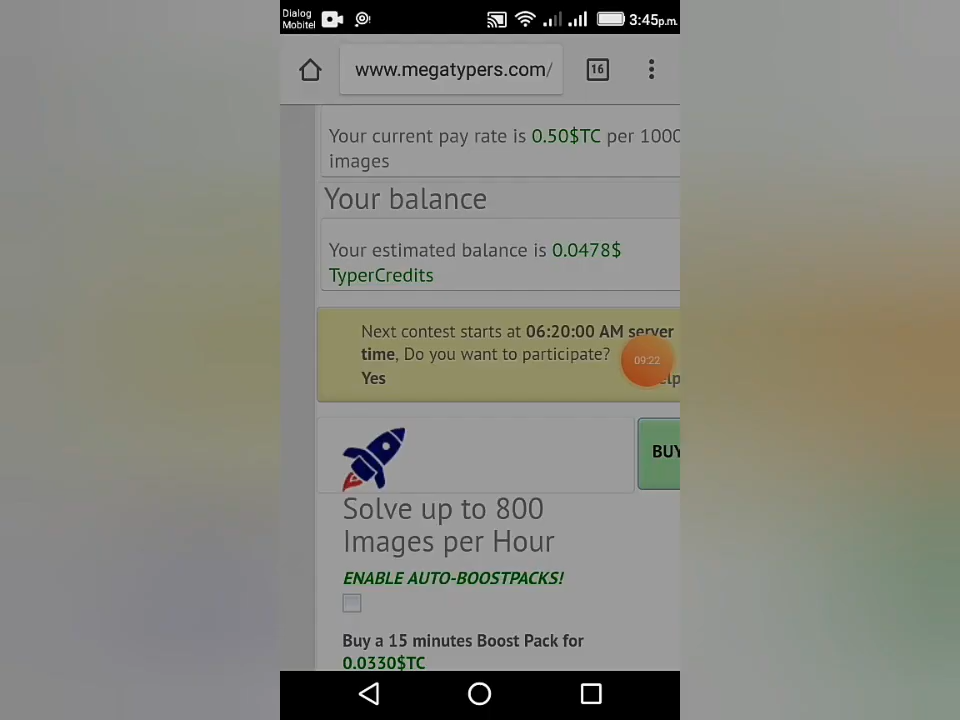 Dialog
Mobitel
3:45p.m.
www.megatypers.com/
16
Your current pay rate is 0.50$TC per 1000
images
Your balance
Your estimated balance is 0.0478$
TyperCredits
Next contest starts at 06:20:00 AM server
time, Do you want to participate?
09:22
Yes
elp
BUY
Solve up to 800
Images per Hour
ENABLE AUTO-BOOSTPACKS!
Buy a 15 minutes Boost Pack for
0.0330$TC